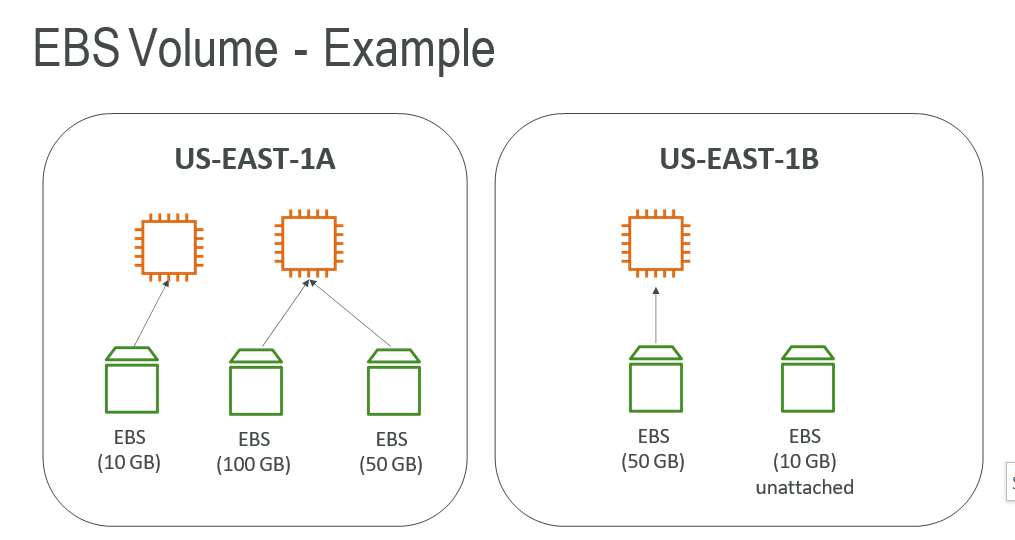 EBS Volume - Example
US-EAST-1A
US-EAST-1B
EBS
(10 GB)
EBS
(100 GB)
EBS
(50 GB)
EBS
(50 GB)
EBS
(10 GB)
unattached